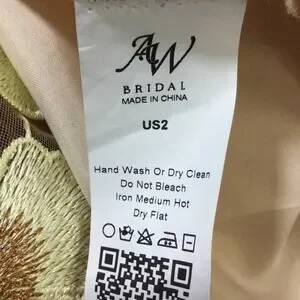 AW
BRIDAL
MADE IN CHINA
US2
Hand Wash Or Dry Clean
Do Not Bleach
Iron Medium Hot
Dry Flat